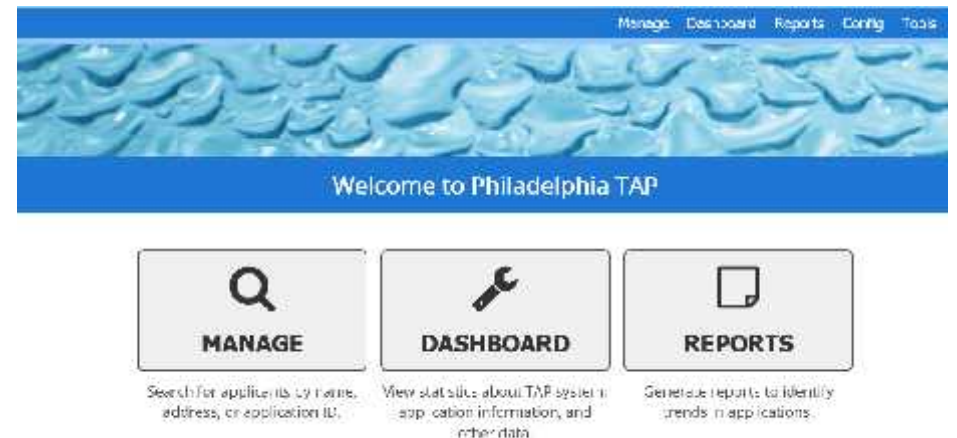 Manage Dashboard Reports Config Tools
Welcome to Philadelphia TAP
MANAGE
DASHBOARD
REPORTS
Search for applicants by name,
address, or application ID.
View statistics about TAP system
application information, and
other data
Generate reports to identify
trends in applications